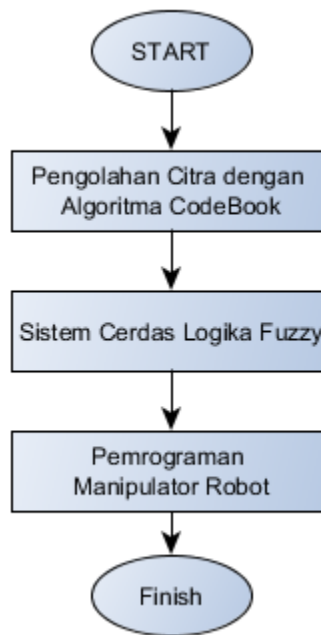 START
Pengolahan Citra dengan
Algoritma CodeBook
Sistem Cerdas Logika Fuzzy
Pemrograman
Manipulator Robot
Finish